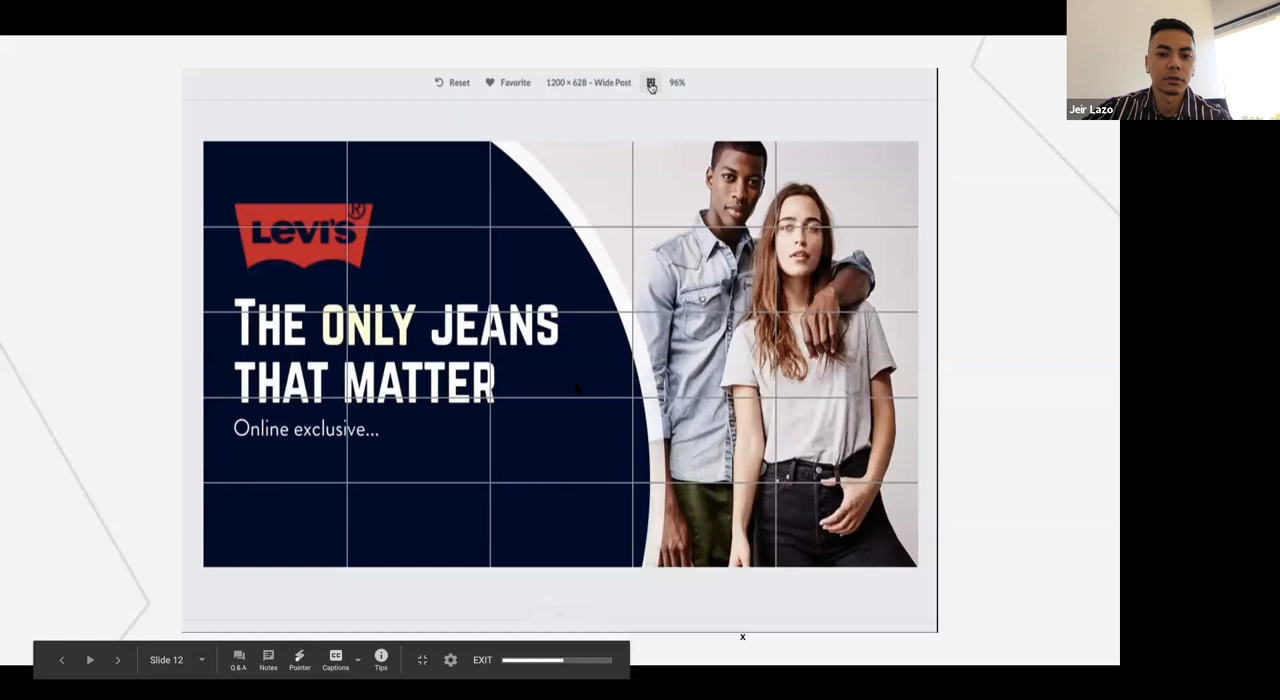 Reset Favorite 1200 × 628 - Wide Post 96%
Jeir Lazo
LEVI'S ®
THE ONLY JEANS
THAT MATTER
Online exclusive...
x
Slide 12 Q & A Notes Pointer CC Captions Tips EXIT